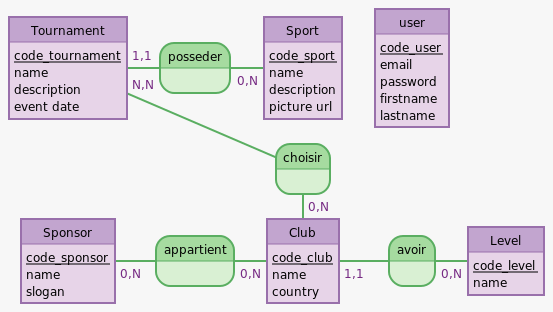 Tournament
code_tournament
name
description
event date
1,1
N,N
posseder
0,N
Sport
code_sport
name
description
picture url
user
code_user
email
password
firstname
lastname
choisir
0,N
Sponsor
code_sponsor
name
slogan
0,N
appartient
0,N
Club
code_club
name
country
1,1
avoir
0,N
Level
code_level
name